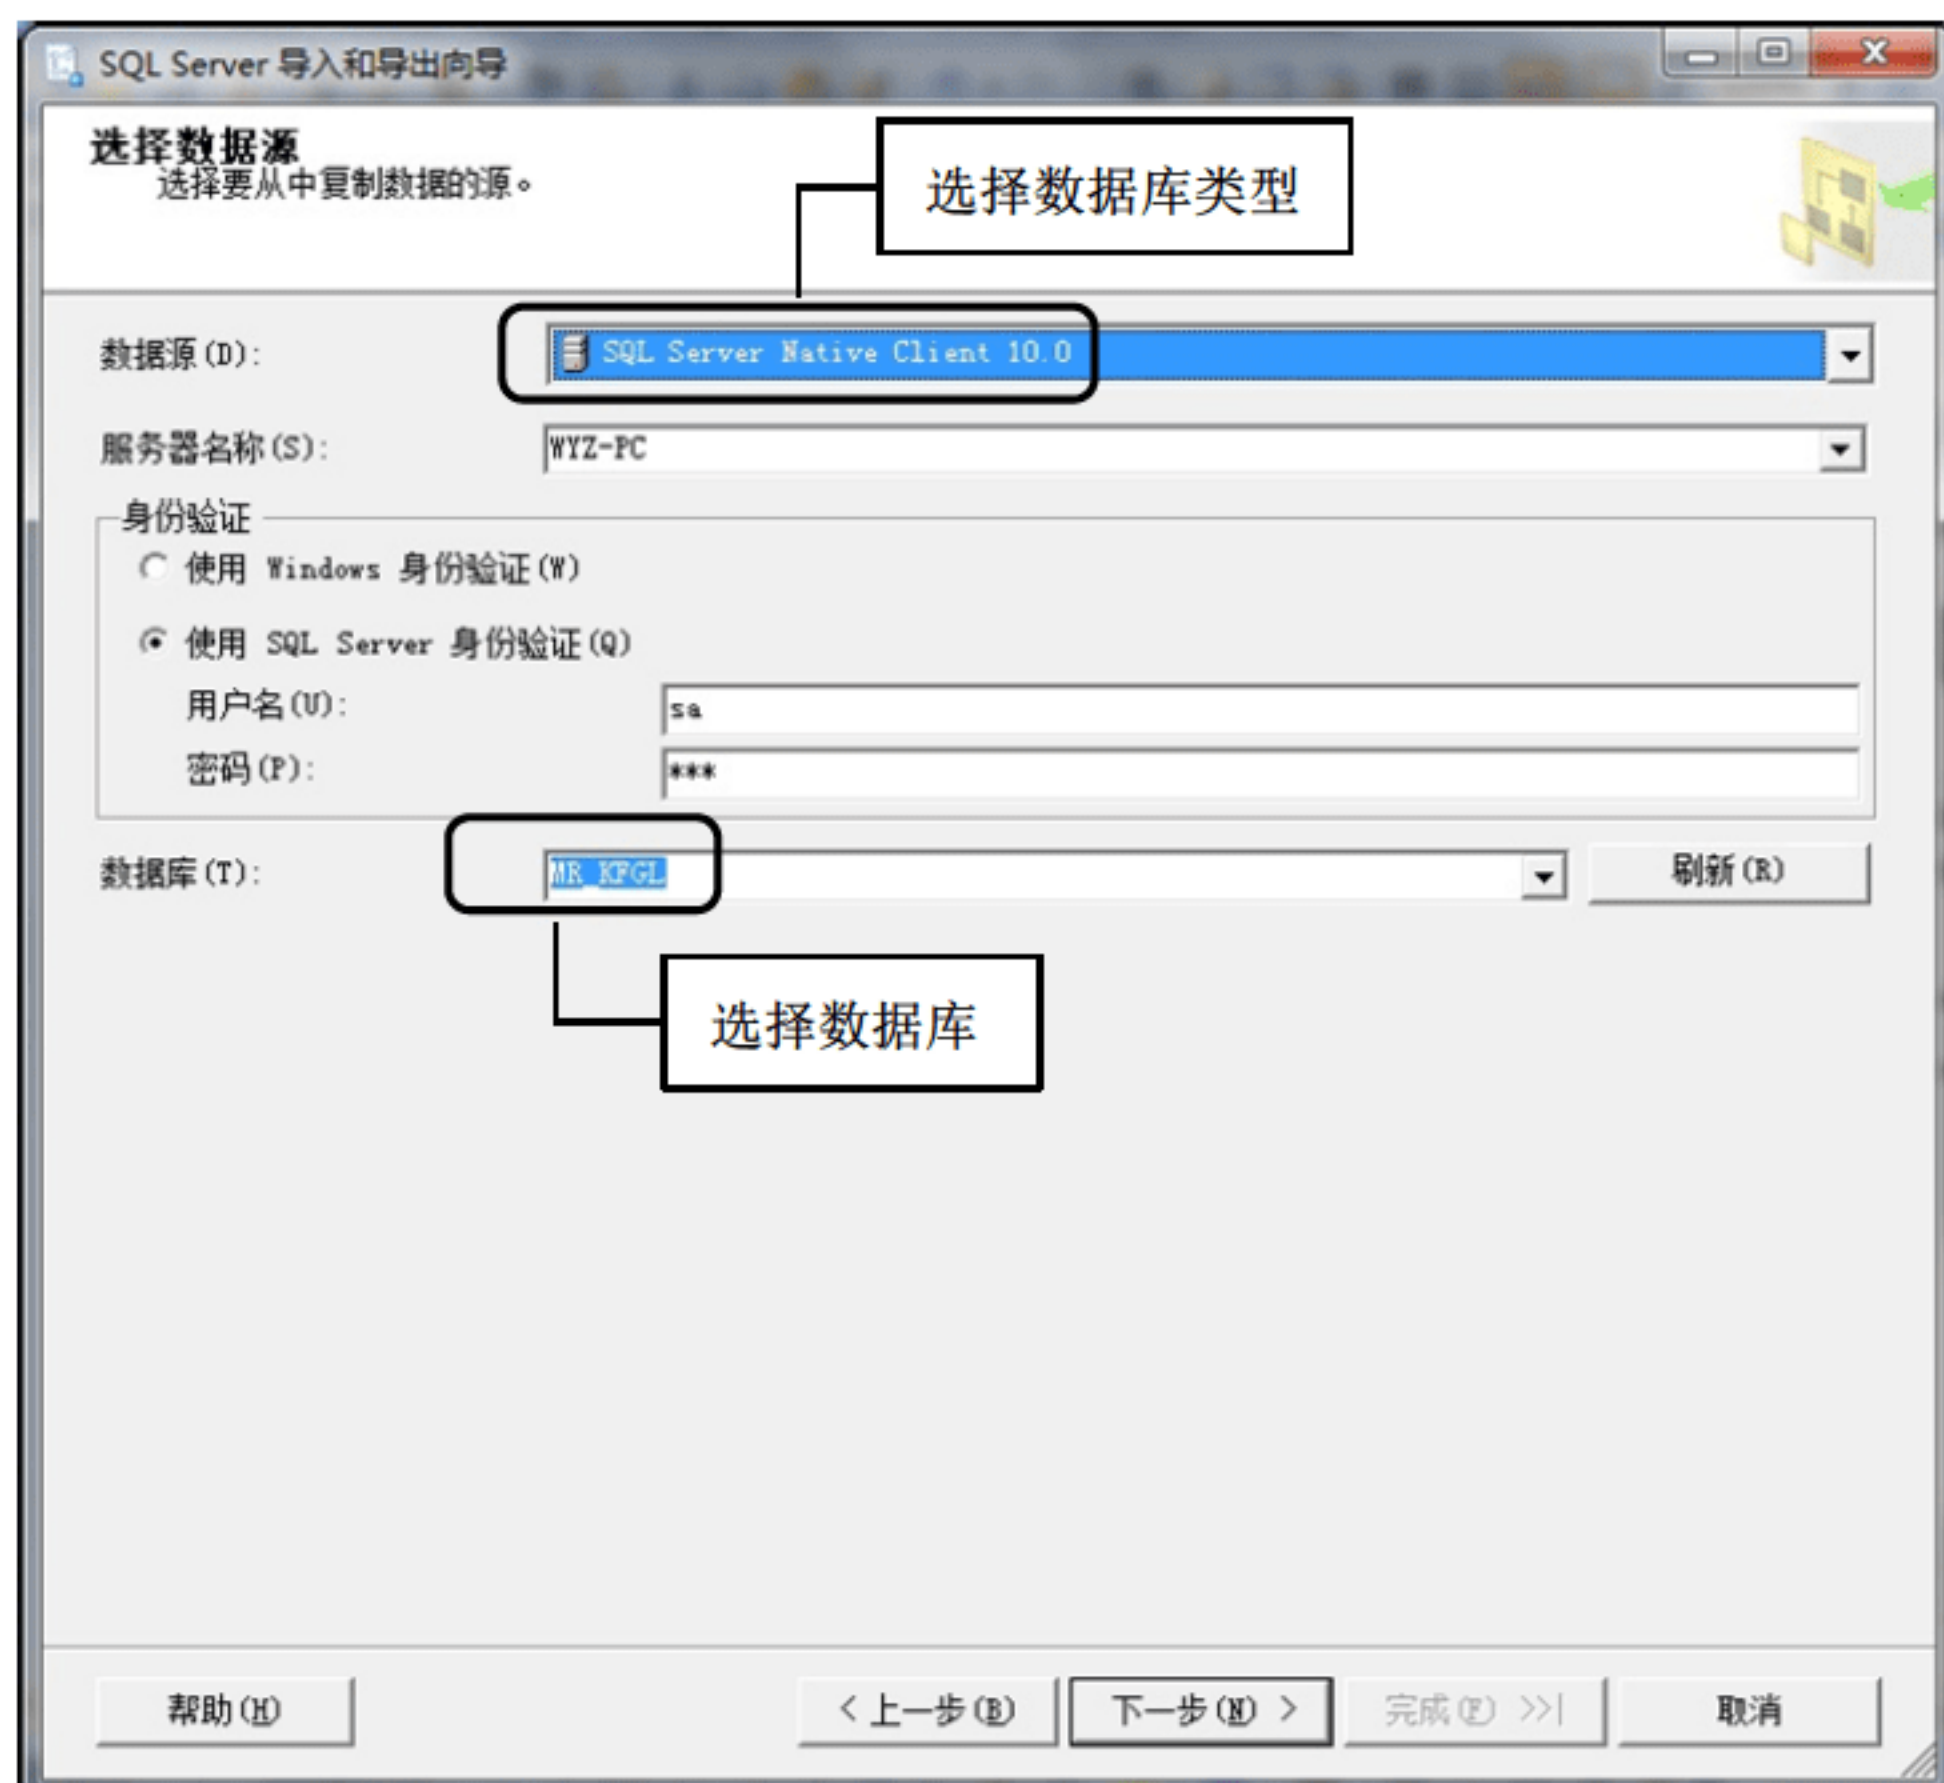 SQL Server 导入和导出向导
选择数据源
选择要从中复制数据的源。
选择数据库类型
数据源(D):
SQL Server Native Client 10.0
服务器名称(S):
WYZ-PC
身份验证
使用 Windows 身份验证(W)
使用 SQL Server 身份验证(Q)
用户名(U):
sa
密码(P):
***
数据库(T):
MR_KFGL
刷新(R)
选择数据库
帮助(H)
< 上一步(B)
下一步(N) >
完成(F) >>|
取消